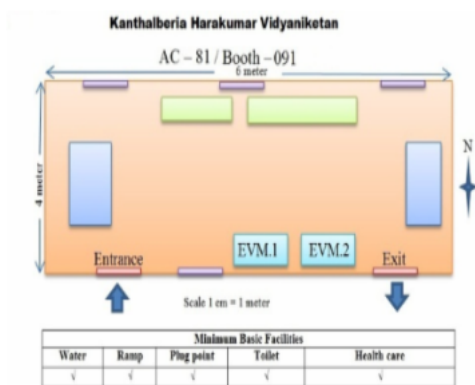 Kanthalberia Harakumar Vidyaniketan
AC – 81 / Booth –091
6 meter
4 meter
N
EVM.1 EVM.2
Entrance Exit
Scale 1 cm = 1 meter
Minimum Basic Facilities
Water Ramp Plug point Toilet Health care
√ √ √ √ √